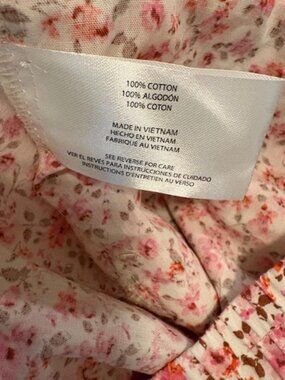 100% COTTON
100% ALGODÓN
100% COTON
MADE IN VIETNAM
HECHO EN VIETNAM
FABRIQUÉ AU VIETNAM
SEE REVERSE FOR CARE
VER EL REVÉS PARA INSTRUCCIONES DE CUIDADO
INSTRUCTIONS D'ENTRETIEN AU VERSO